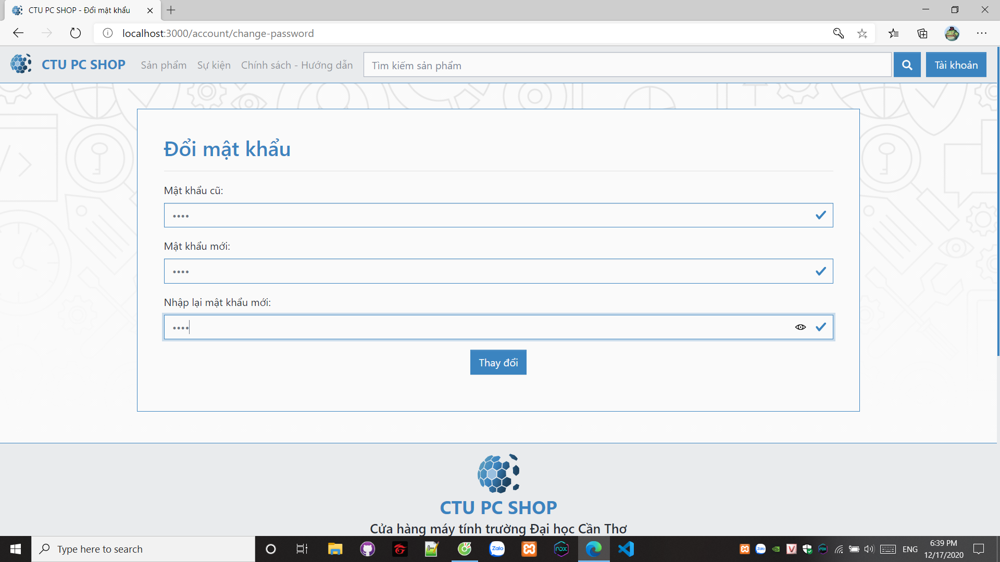 CTU PC SHOP - Đổi mật khẩu
localhost:3000/account/change-password
CTU PC SHOP
Sản phẩm
Sự kiện
Chính sách - Hướng dẫn
Tìm kiếm sản phẩm
Tài khoản
Đổi mật khẩu
Mật khẩu cũ:
••••
Mật khẩu mới:
••••
Nhập lại mật khẩu mới:
••••
Thay đổi
CTU PC SHOP
Cửa hàng máy tính trường Đại học Cần Thơ
Type here to search
Zalo
nox
ENG
6:39 PM
12/17/2020